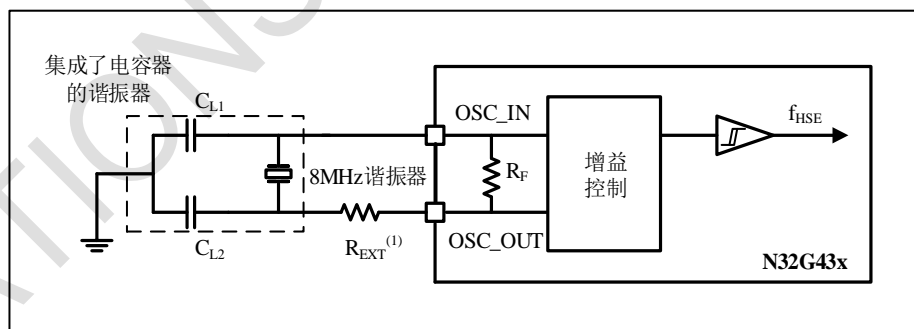 集成了电容器
的谐振器
C_L1
OSC_IN
f_HSE
8MHz谐振器
R_F
增益
控制
C_L2
R_EXT^(1)
OSC_OUT
N32G43x